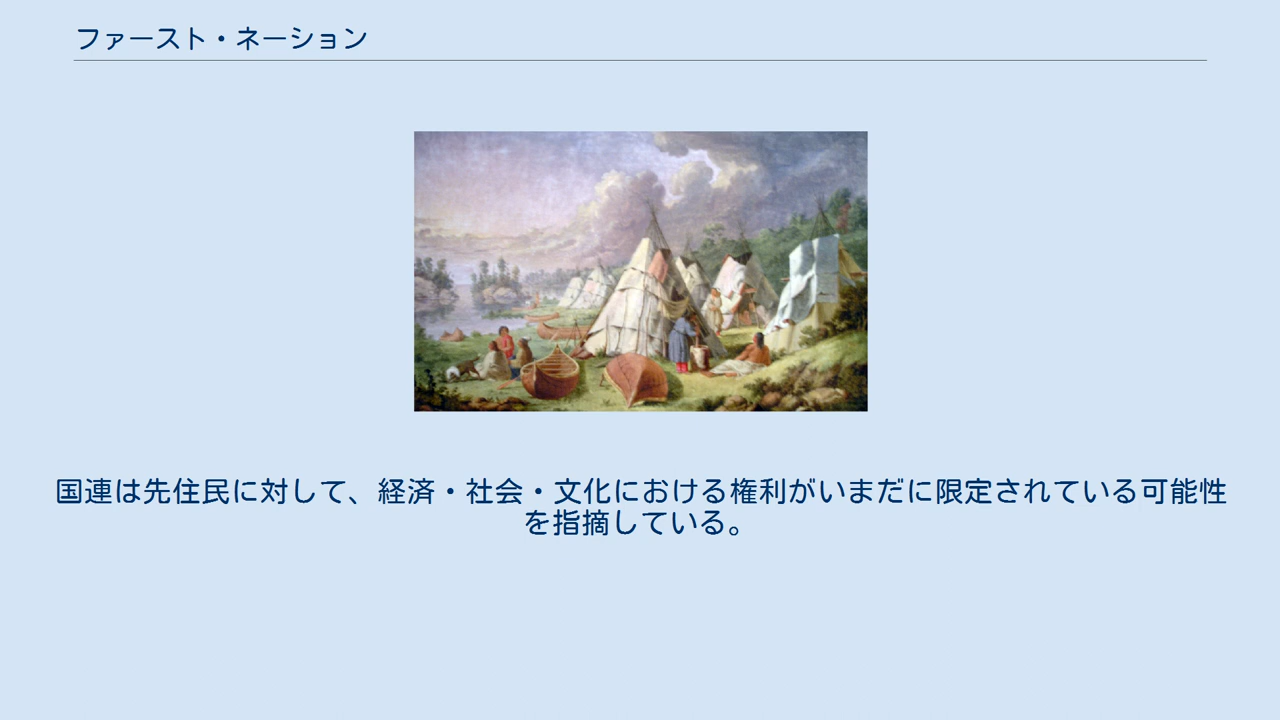 ファースト・ネーション
国連は先住民に対して、経済・社会・文化における権利がいまだに限定されている可能性
を指摘している。